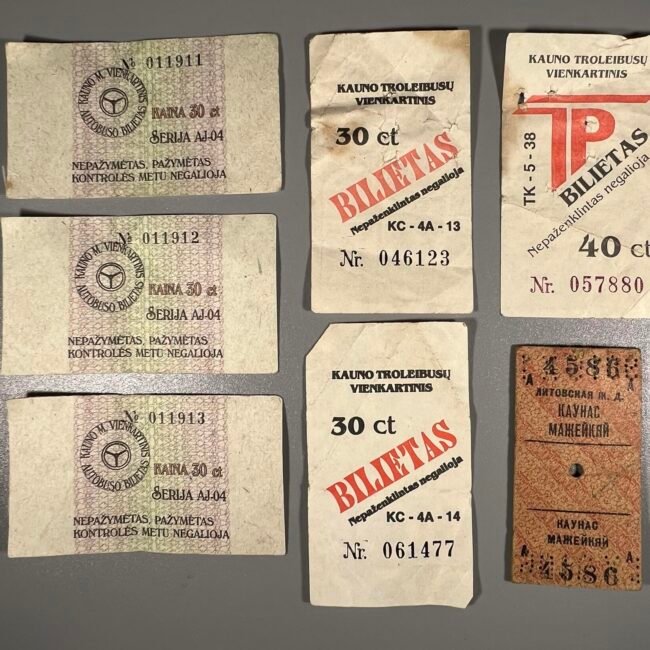 № 011911
KAUNO M. VIENKARTINIS
AUTOBUSO BILIETAS
KAINA 30 ct
SERIJA AJ-04
NEPAŽYMĖTAS, PAŽYMĖTAS
KONTROLĖS METU NEGALIOJA
№ 011912
KAUNO M. VIENKARTINIS
AUTOBUSO BILIETAS
KAINA 30 ct
SERIJA AJ-04
NEPAŽYMĖTAS, PAŽYMĖTAS
KONTROLĖS METU NEGALIOJA
№ 011913
KAUNO M. VIENKARTINIS
AUTOBUSO BILIETAS
KAINA 30 ct
SERIJA AJ-04
NEPAŽYMĖTAS, PAŽYMĖTAS
KONTROLĖS METU NEGALIOJA
KAUNO TROLEIBUSŲ
VIENKARTINIS
30 ct
BILIETAS
Nepaženklintas negalioja
KC - 4A - 13
Nr. 046123
KAUNO TROLEIBUSŲ
VIENKARTINIS
30 ct
BILIETAS
Nepaženklintas negalioja
KC - 4A - 14
Nr. 061477
KAUNO TROLEIBUSŲ
VIENKARTINIS
TP
TK - 5 - 38
BILIETAS
Nepaženklintas negalioja
40 ct
Nr. 057880
4586
A A
ЛИТОВСКАЯ Ж. Д.
КАУНАС
МАЖЕЙКЯЙ
КАУНАС
МАЖЕЙКЯЙ
A A
4586